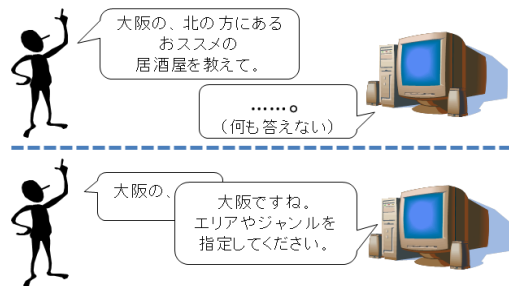 大阪の、北の方にある
おススメの
居酒屋を教えて。
……。
（何も答えない）
大阪の、
大阪ですね。
エリアやジャンルを
指定してください。